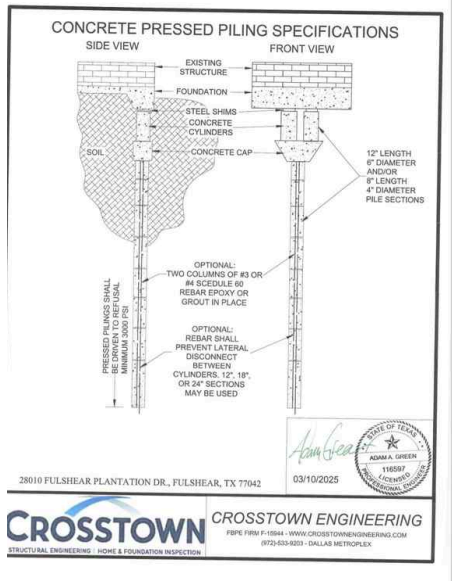 CONCRETE PRESSED PILING SPECIFICATIONS
SIDE VIEW
FRONT VIEW
EXISTING
STRUCTURE
FOUNDATION
STEEL SHIMS
CONCRETE
CYLINDERS
SOIL
CONCRETE CAP
12" LENGTH
6" DIAMETER
AND/OR
8" LENGTH
4" DIAMETER
PILE SECTIONS
OPTIONAL:
TWO COLUMNS OF #3 OR
#4 SCEDULE 60
REBAR EPOXY OR
GROUT IN PLACE
PRESSED PILINGS SHALL
BE DRIVEN TO REFUSAL
MINIMUM 3000 PSI
OPTIONAL:
REBAR SHALL
PREVENT LATERAL
DISCONNECT
BETWEEN
CYLINDERS. 12", 18",
OR 24" SECTIONS
MAY BE USED
Adam Green
STATE OF TEXAS
ADAM A. GREEN
116597
LICENSED
PROFESSIONAL ENGINEER
03/10/2025
28010 FULSHEAR PLANTATION DR., FULSHEAR, TX 77042
CROSSTOWN
STRUCTURAL ENGINEERING | HOME & FOUNDATION INSPECTION
CROSSTOWN ENGINEERING
FBPE FIRM F-15944 - WWW.CROSSTOWNENGINEERING.COM
(972)-533-9203 - DALLAS METROPLEX